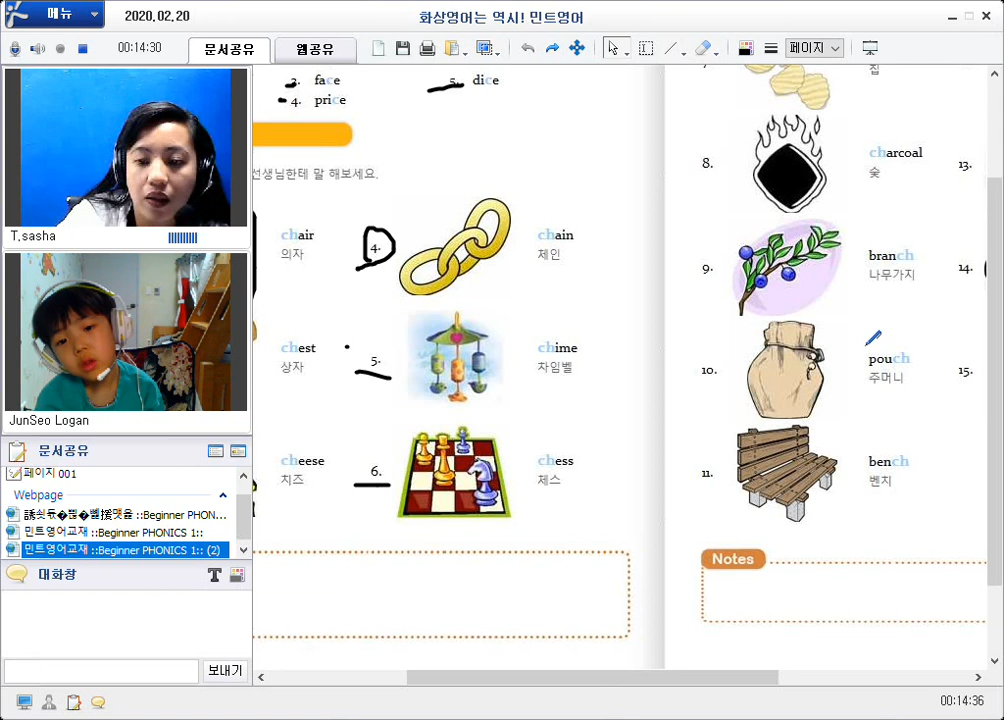 메뉴
2020,02,20
화상영어는 역시! 민트영어
00:14:30
문서공유
웹공유
페이지
T.sasha
JunSeo Logan
문서공유
페이지 001
Webpage
::Beginner PHON...
민트영어교재 ::Beginner PHONICS 1::
민트영어교재 ::Beginner PHONICS 1:: (2)
대화창
보내기
3. face
5. dice
4. price
선생님한테 말 해보세요.
chair
의자
4.
chain
체인
chest
상자
5.
chime
차임벨
cheese
치즈
6.
chess
체스
집
8.
charcoal
숯
13.
9.
branch
나무가지
14.
10.
pouch
주머니
15.
11.
bench
벤치
Notes
00:14:36